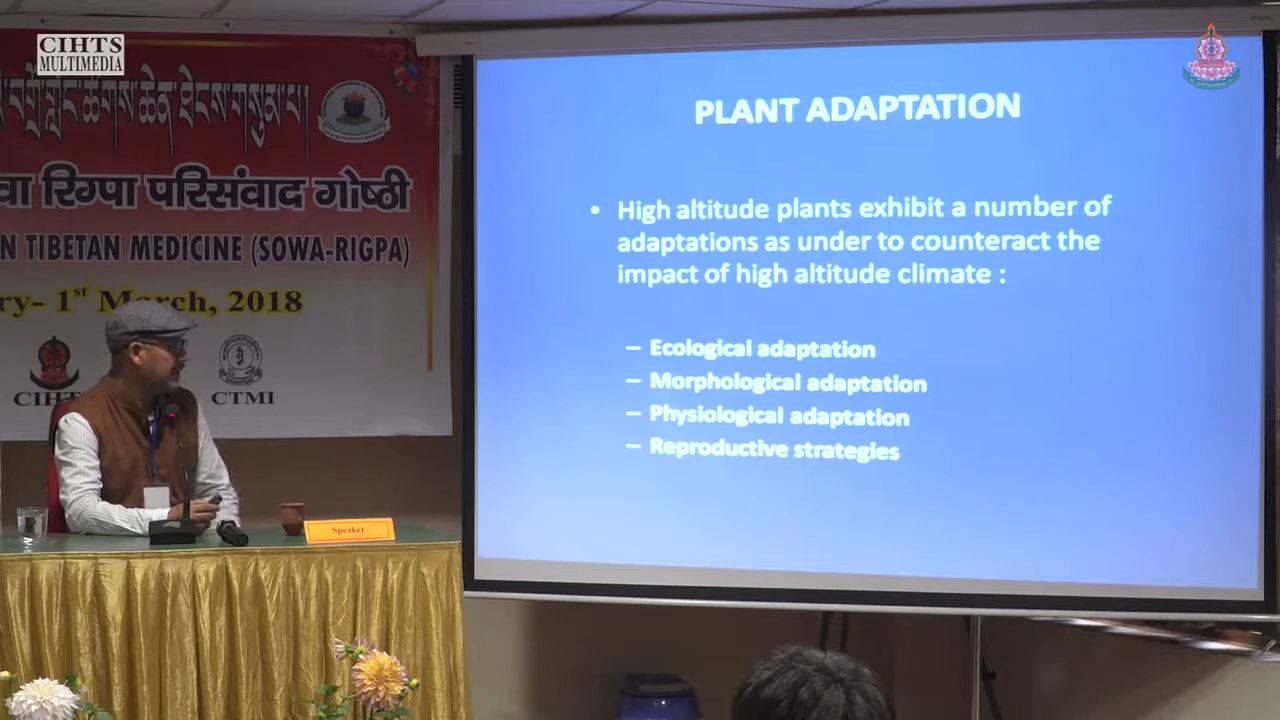 CIHTS
MULTIMEDIA
रिग्पा परिसंवाद गोष्ठी
N TIBETAN MEDICINE (SOWA-RIGPA)
ry- 1st March, 2018
CIHTS
CTMI
Speaker
PLANT ADAPTATION
• High altitude plants exhibit a number of
adaptations as under to counteract the
impact of high altitude climate :
– Ecological adaptation
– Morphological adaptation
– Physiological adaptation
– Reproductive strategies